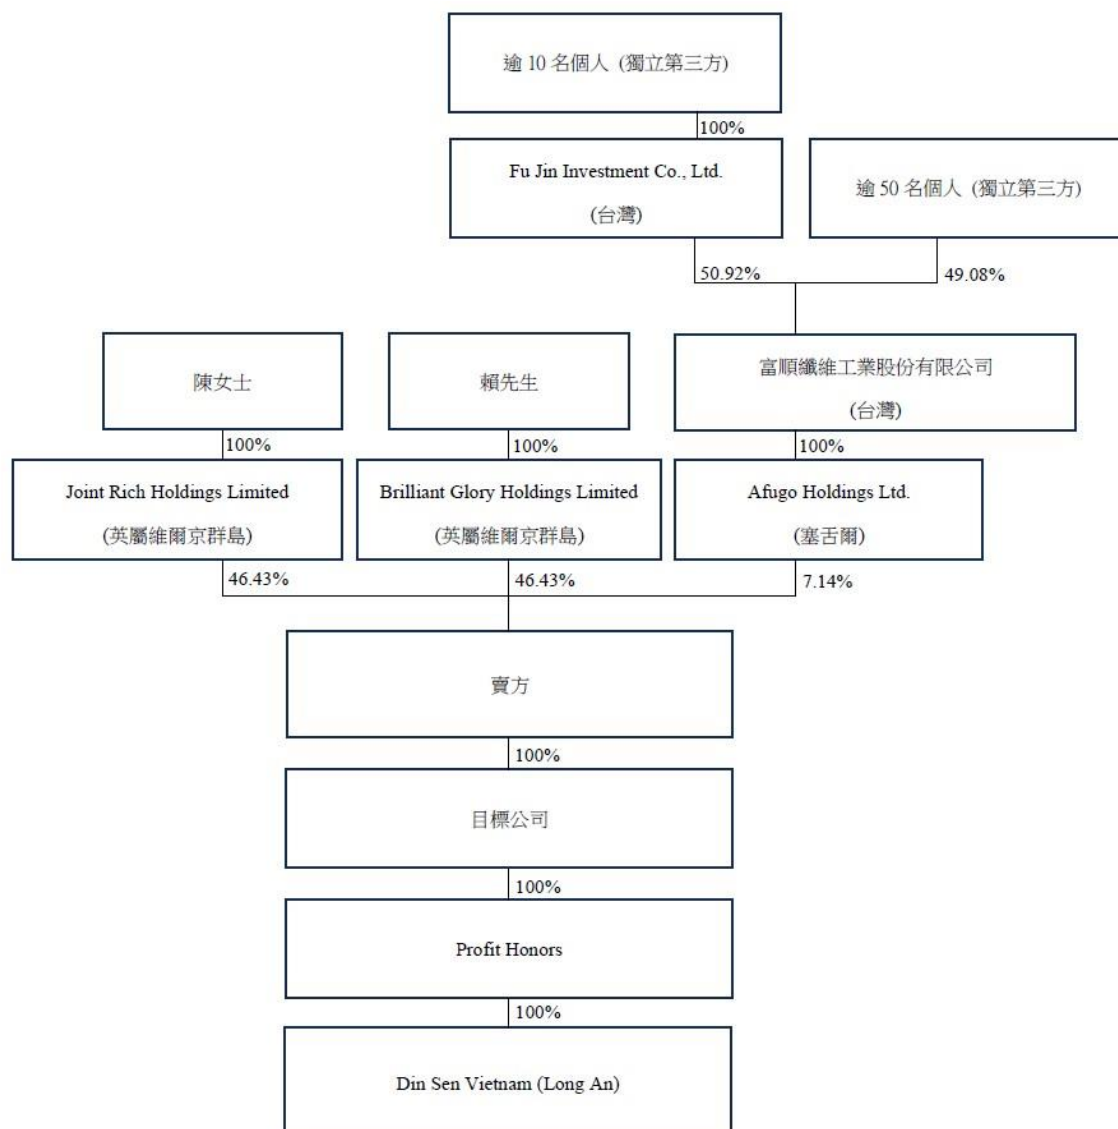 逾 10 名個人 (獨立第三方)
100%
Fu Jin Investment Co., Ltd.
(台灣)
逾 50 名個人 (獨立第三方)
50.92%
49.08%
陳女士
賴先生
富順纖維工業股份有限公司
(台灣)
100%
100%
100%
Joint Rich Holdings Limited
(英屬維爾京群島)
Brilliant Glory Holdings Limited
(英屬維爾京群島)
Afugo Holdings Ltd.
(塞舌爾)
46.43%
46.43%
7.14%
賣方
100%
目標公司
100%
Profit Honors
100%
Din Sen Vietnam (Long An)